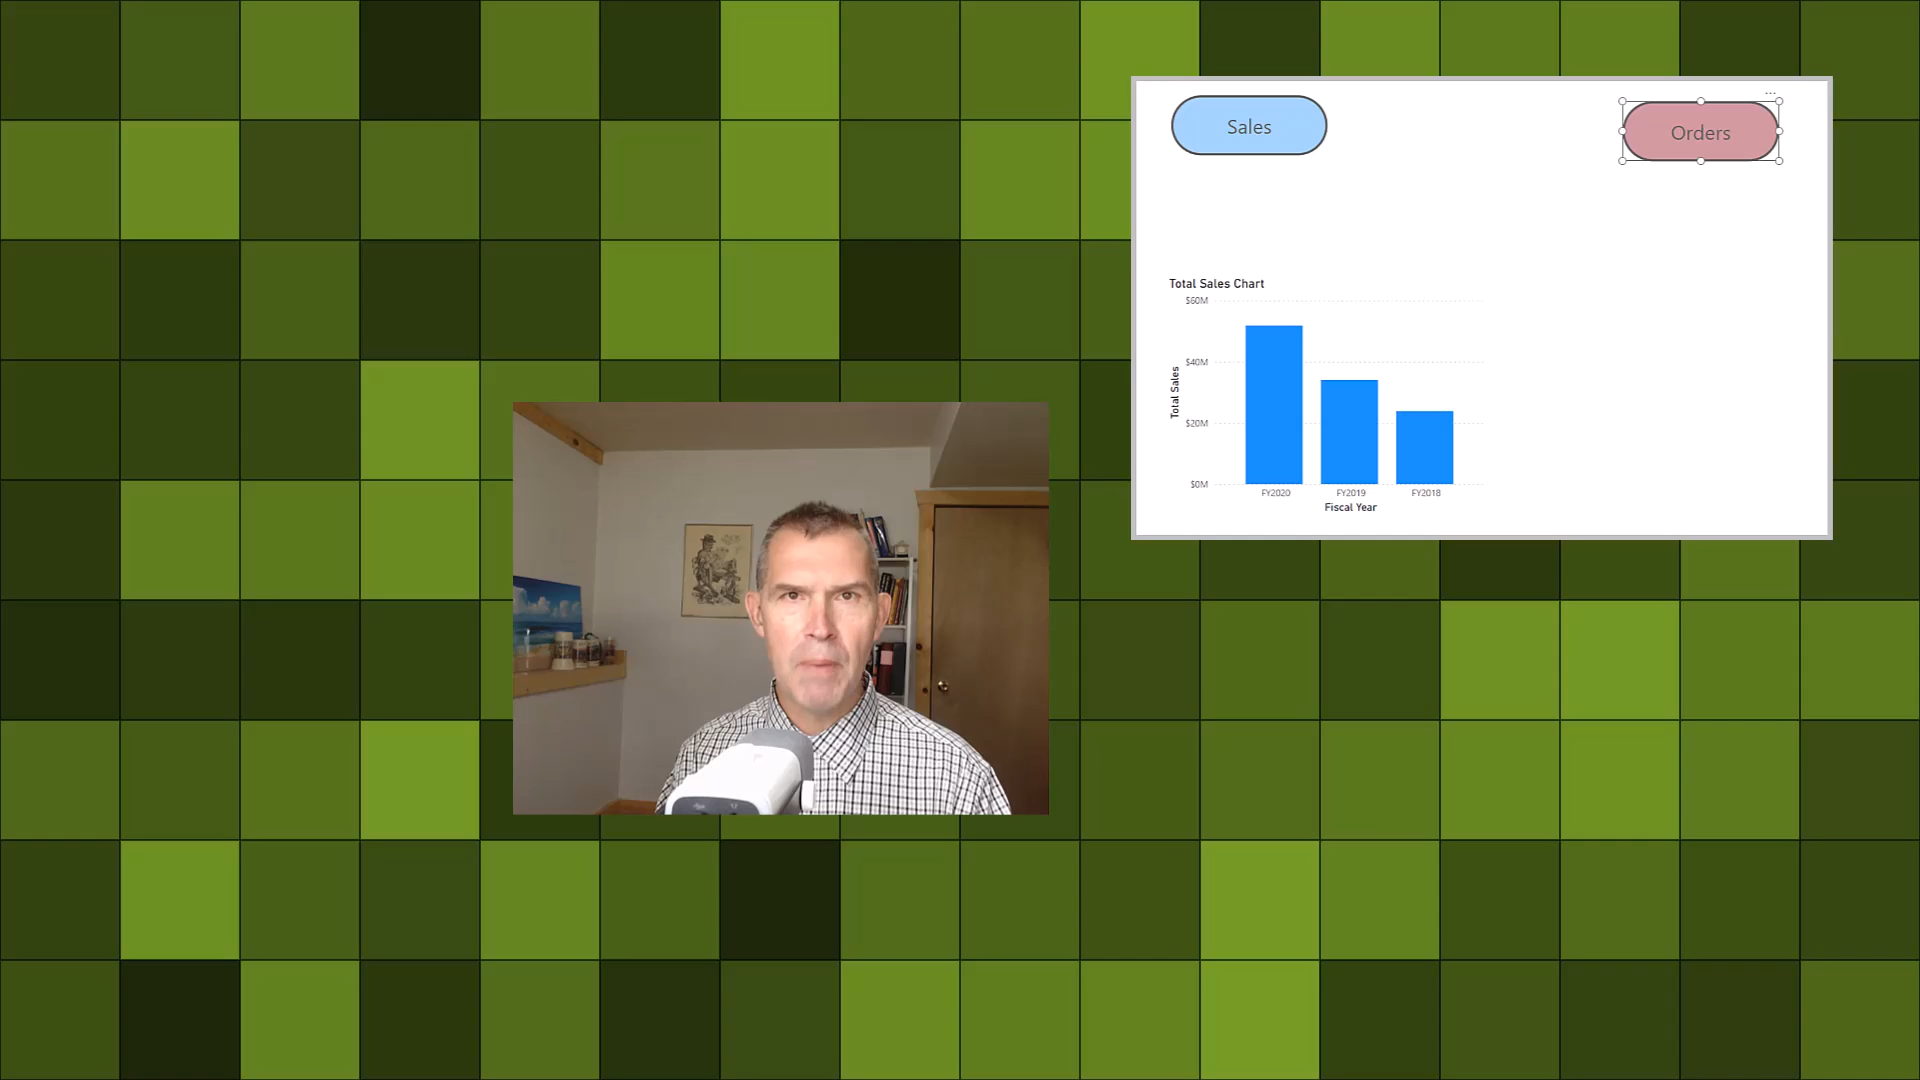 Sales
...
Orders
Total Sales Chart
$60M
$40M
$20M
$0M
Total Sales
FY2020 FY2019 FY2018
Fiscal Year